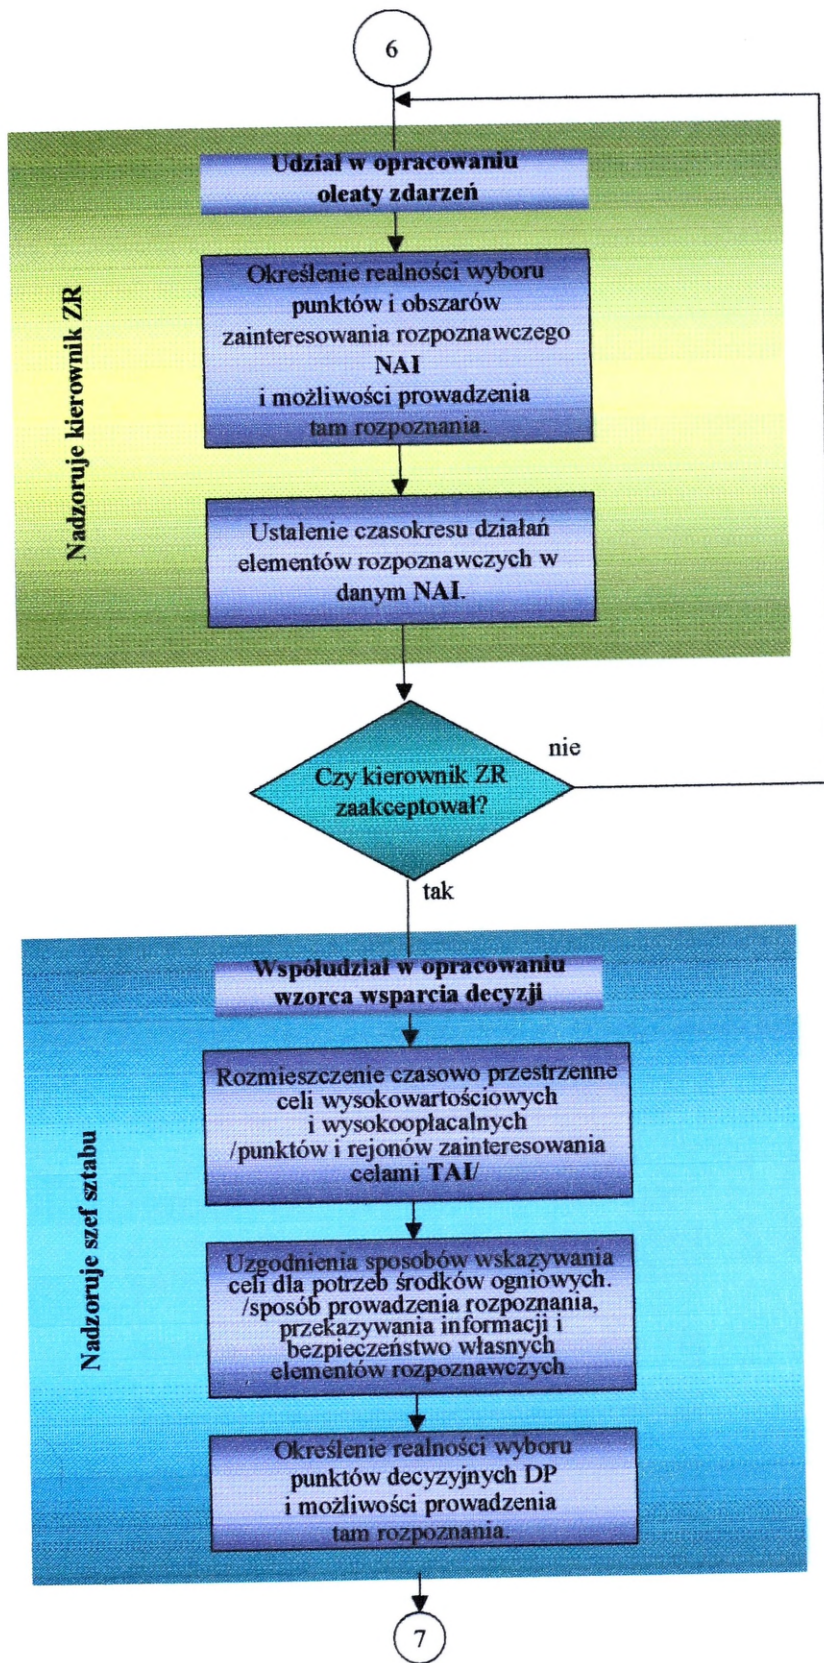 6
Udział w opracowaniu
oleaty zdarzeń
Nadzoruje kierownik ZR
Określenie realności wyboru
punktów i obszarów
zainteresowania rozpoznawczego
NAI
i możliwości prowadzenia
tam rozpoznania.
Ustalenie czasokresu działań
elementów rozpoznawczych w
danym NAI.
Czy kierownik ZR
zaakceptował?
nie
tak
Współudział w opracowaniu
wzorca wsparcia decyzji
Nadzoruje szef sztabu
Rozmieszczenie czasowo przestrzenne
celi wysokowartościowych
i wysokoopłacalnych
/punktów i rejonów zainteresowania
celami TAI/
Uzgodnienia sposobów wskazywania
celi dla potrzeb środków ogniowych.
/sposób prowadzenia rozpoznania,
przekazywania informacji i
bezpieczeństwo własnych
elementów rozpoznawczych
Określenie realności wyboru
punktów decyzyjnych DP
i możliwości prowadzenia
tam rozpoznania.
7